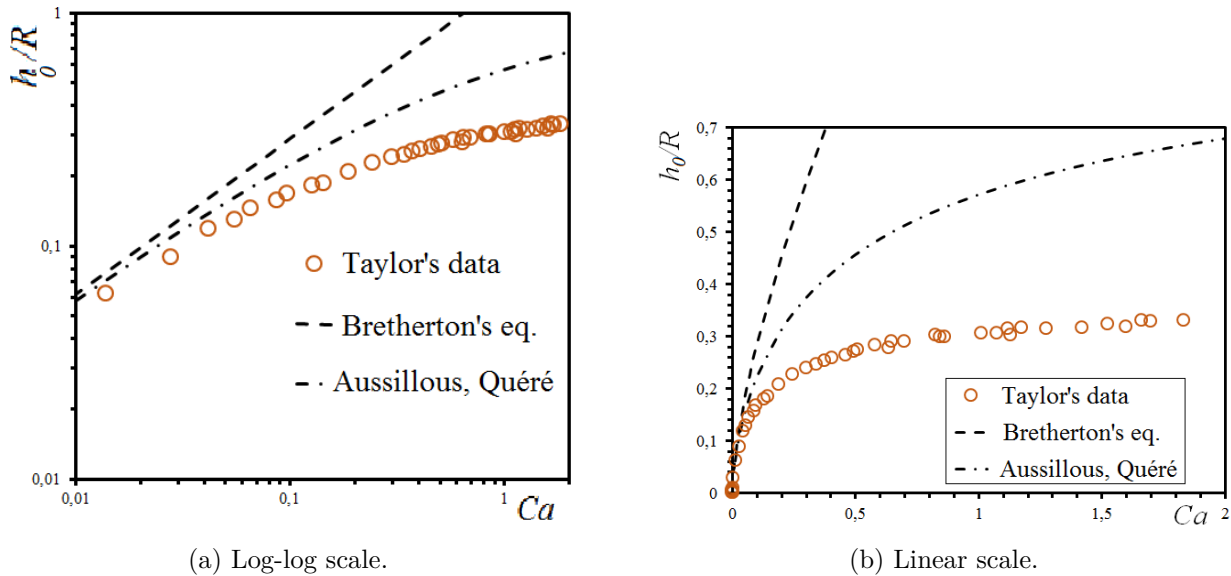 1
h₀/R
0,1
0,01
0,01
0,1
1
Ca
Taylor's data
Bretherton's eq.
Aussillous, Quéré
(a) Log-log scale.
0,7
h₀/R
0,6
0,5
0,4
0,3
0,2
0,1
0
0
0,5
1
1,5
Ca
2
Taylor's data
Bretherton's eq.
Aussillous, Quéré
(b) Linear scale.